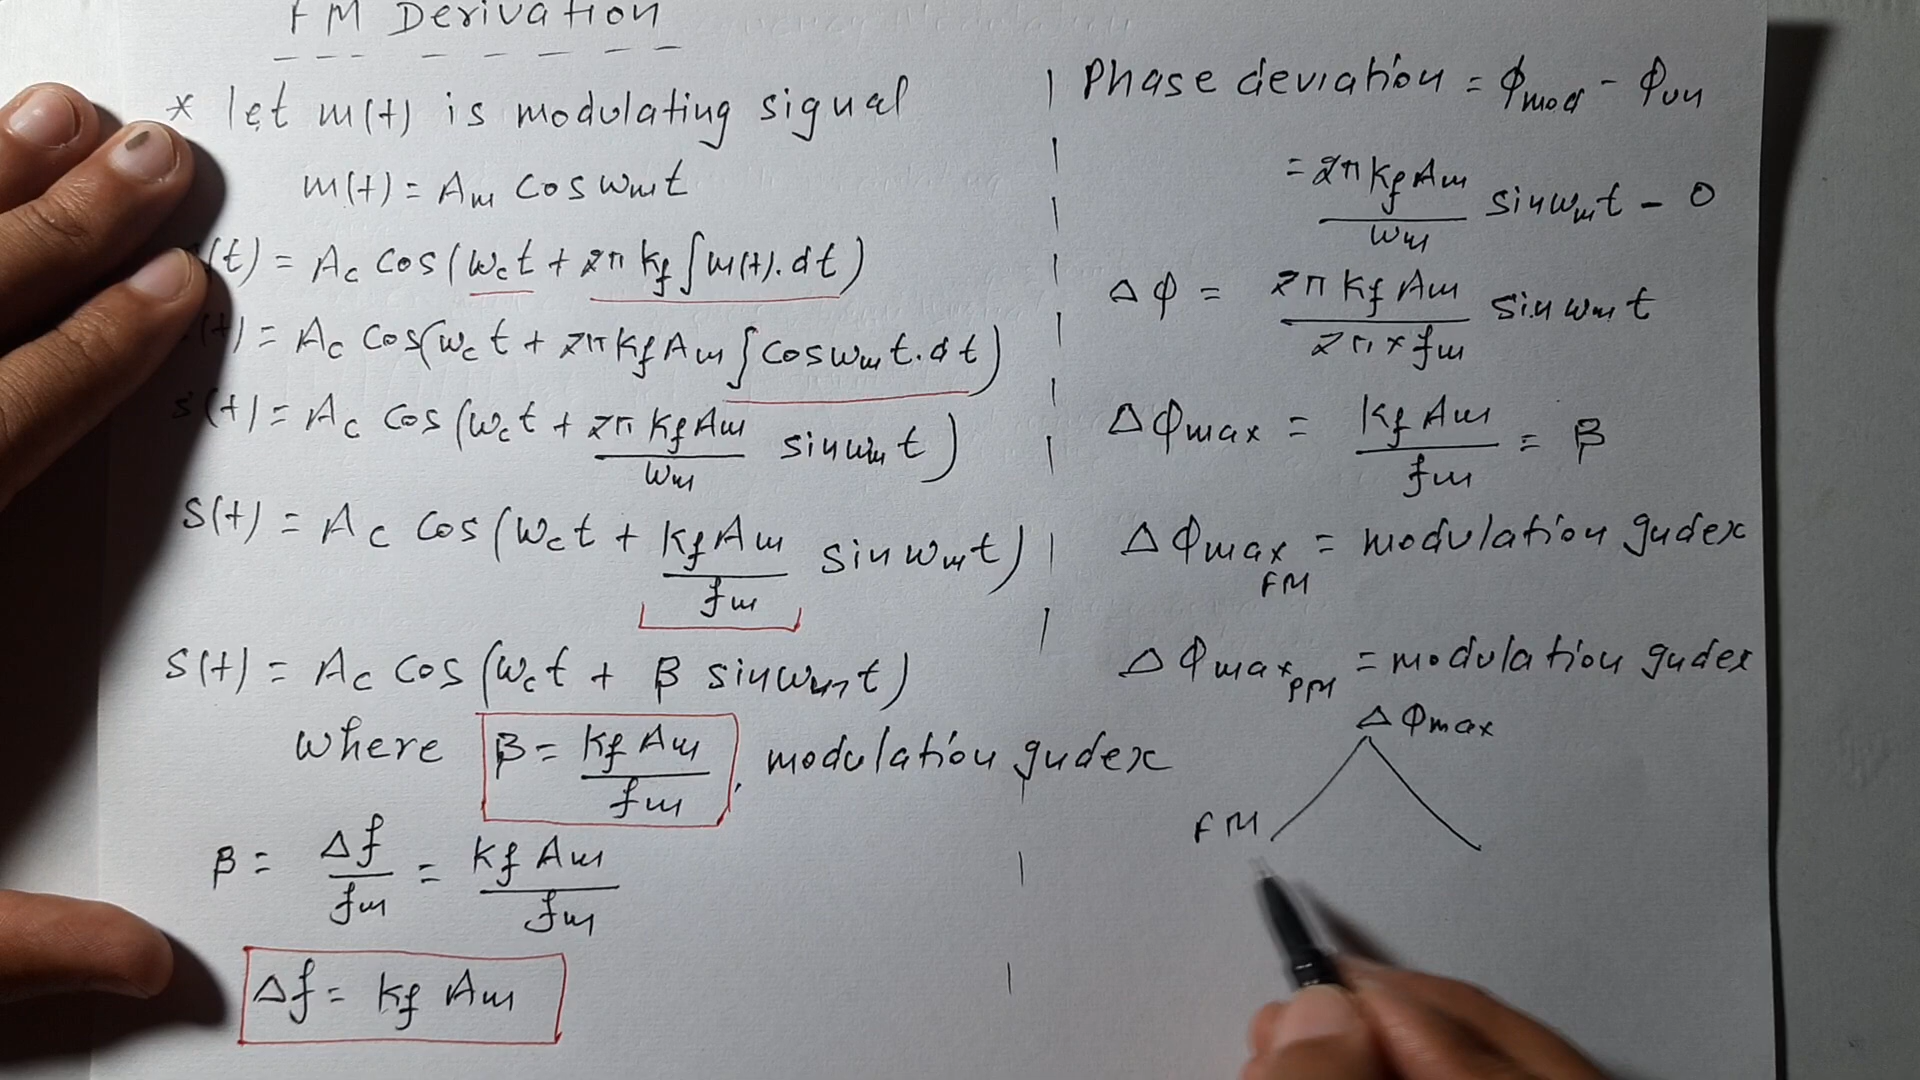 FM Derivation
* let m(t) is modulating signal
m(t) = Am cos ωmt
(t) = Ac cos(ωct + 2π kf ∫m(t).dt)
(t) = Ac cos(ωct + 2π kf Am ∫cos ωmt.dt)
s(t) = Ac cos(ωct + 2π kf Am/ωm sin ωmt)
s(t) = Ac cos(ωct + kf Am/fm sin ωmt)
s(t) = Ac cos(ωct + β sin ωmt)
where β = kf Am/fm, modulation index
β = Δf/fm = kf Am/fm
Δf = kf Am
Phase deviation = ϕmod - ϕun
= 2π kf Am/ωm sin ωmt - 0
Δϕ = 2π kf Am/2π × fm sin ωmt
Δϕmax = kf Am/fm = β
Δϕmax FM = modulation index
Δϕmax PM = modulation index
Δϕmax
FM